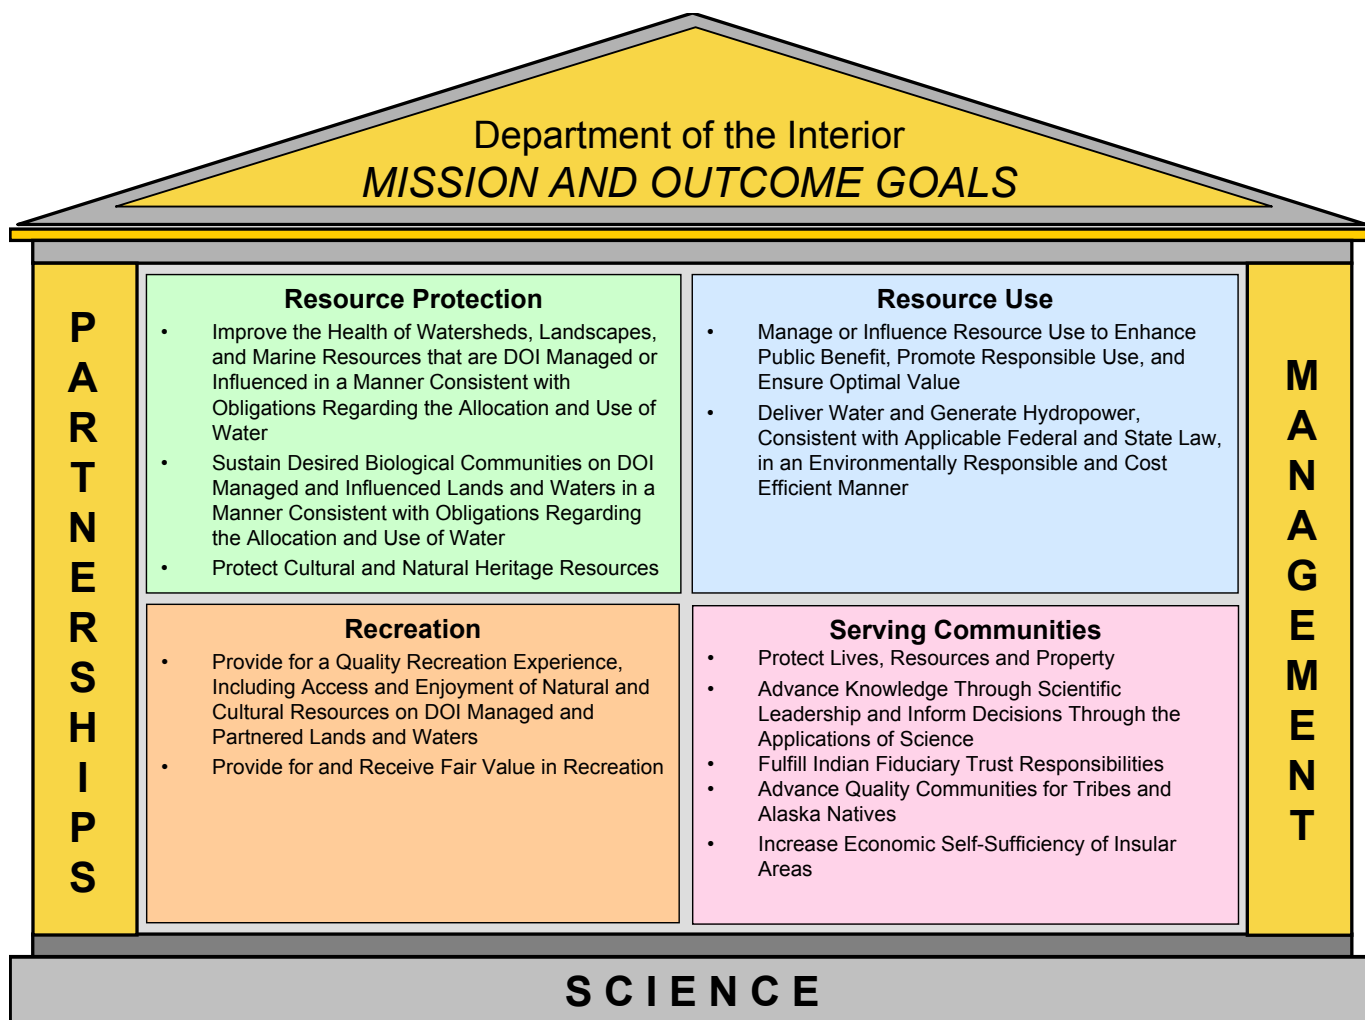 Department of the Interior
MISSION AND OUTCOME GOALS
PARTNERSHIPS
Resource Protection
• Improve the Health of Watersheds, Landscapes,
and Marine Resources that are DOI Managed or
Influenced in a Manner Consistent with
Obligations Regarding the Allocation and Use of
Water
• Sustain Desired Biological Communities on DOI
Managed and Influenced Lands and Waters in a
Manner Consistent with Obligations Regarding
the Allocation and Use of Water
• Protect Cultural and Natural Heritage Resources
Resource Use
• Manage or Influence Resource Use to Enhance
Public Benefit, Promote Responsible Use, and
Ensure Optimal Value
• Deliver Water and Generate Hydropower,
Consistent with Applicable Federal and State Law,
in an Environmentally Responsible and Cost
Efficient Manner
Recreation
• Provide for a Quality Recreation Experience,
Including Access and Enjoyment of Natural and
Cultural Resources on DOI Managed and
Partnered Lands and Waters
• Provide for and Receive Fair Value in Recreation
Serving Communities
• Protect Lives, Resources and Property
• Advance Knowledge Through Scientific
Leadership and Inform Decisions Through the
Applications of Science
• Fulfill Indian Fiduciary Trust Responsibilities
• Advance Quality Communities for Tribes and
Alaska Natives
• Increase Economic Self-Sufficiency of Insular
Areas
MANAGEMENT
SCIENCE